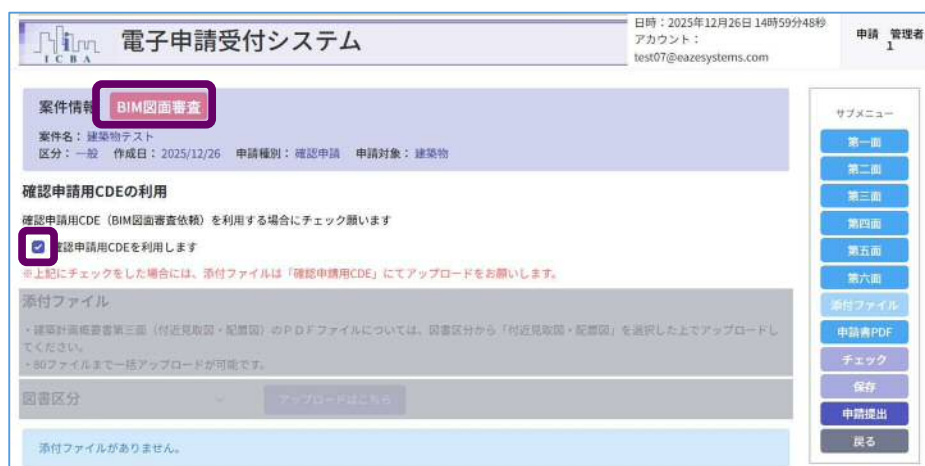 ICBA
電子申請受付システム
日時：2025年12月26日 14時59分48秒
アカウント：
test07@eazesystems.com
申請　管理者
1
案件情報 BIM図面審査
案件名：建築物テスト
区分：一般　作成日：2025/12/26　申請種別：確認申請　申請対象：建築物
確認申請用CDEの利用
確認申請用CDE（BIM図面審査依頼）を利用する場合にチェック願います
確認申請用CDEを利用します
※上記にチェックをした場合には、添付ファイルは「確認申請用CDE」にてアップロードをお願いします。
添付ファイル
・建築計画概要書第三面（付近見取図・配置図）のＰＤＦファイルについては、図書区分から「付近見取図・配置図」を選択した上でアップロードし
てください。
・80ファイルまで一括アップロードが可能です。
図書区分
アップロードはこちら
添付ファイルがありません。
サブメニュー
第一面
第二面
第三面
第四面
第五面
第六面
添付ファイル
申請書PDF
チェック
保存
申請提出
戻る